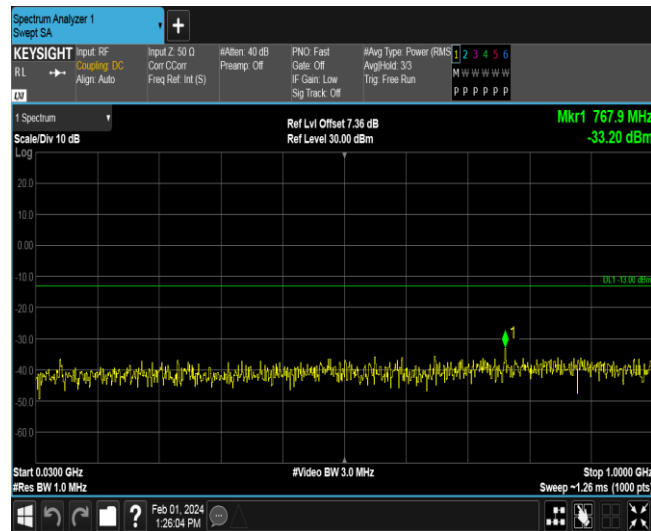 Spectrum Analyzer 1
Swept SA
+
KEYSIGHT
RL
LXI
Input: RF
Coupling: DC
Align: Auto
Input Z: 50 Ω
Corr CCorr
Freq Ref: Int (S)
#Atten: 40 dB
Preamp: Off
PNO: Fast
Gate: Off
IF Gain: Low
Sig Track: Off
#Avg Type: Power (RMS
Avg|Hold: 3/3
Trig: Free Run
1 2 3 4 5 6
M W W W W W
P P P P P P
1 Spectrum
Scale/Div 10 dB
Log
Ref Lvl Offset 7.36 dB
Ref Level 30.00 dBm
Mkr1 767.9 MHz
-33.20 dBm
20.0
10.0
0.00
-10.0
DL1 -13.00 dBm
-20.0
-30.0
1
-40.0
-50.0
-60.0
Start 0.0300 GHz
#Res BW 1.0 MHz
#Video BW 3.0 MHz
Stop 1.0000 GHz
Sweep ~1.26 ms (1000 pts
?
Feb 01, 2024
1:26:04 PM